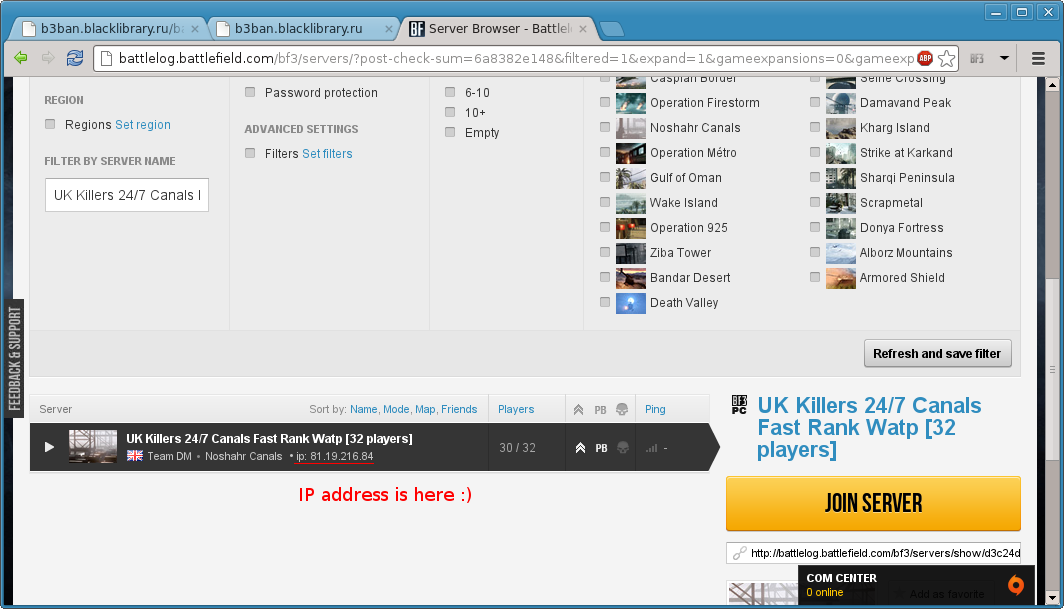 b3ban.blacklibrary.ru/ba
b3ban.blacklibrary.ru
BF Server Browser - Battlelo
battlelog.battlefield.com/bf3/servers/?post-check-sum=6a8382e148&filtered=1&expand=1&gameexpansions=0&gameexp
ABP
BF3
REGION
Regions Set region
FILTER BY SERVER NAME
UK Killers 24/7 Canals
Password protection
ADVANCED SETTINGS
Filters Set filters
6-10
10+
Empty
Caspian Border
Operation Firestorm
Noshahr Canals
Operation Métro
Gulf of Oman
Wake Island
Operation 925
Ziba Tower
Bandar Desert
Death Valley
Seine Crossing
Damavand Peak
Kharg Island
Strike at Karkand
Sharqi Peninsula
Scrapmetal
Donya Fortress
Alborz Mountains
Armored Shield
Refresh and save filter
FEEDBACK & SUPPORT
Server Sort by: Name, Mode, Map, Friends Players PB Ping
UK Killers 24/7 Canals Fast Rank Watp [32 players]
Team DM • Noshahr Canals • ip: 81.19.216.84
30 / 32 PB -
IP address is here :)
BF3
PC
UK Killers 24/7 Canals
Fast Rank Watp [32
players]
JOIN SERVER
http://battlelog.battlefield.com/bf3/servers/show/d3c24d
COM CENTER
0 online
Add as favorite